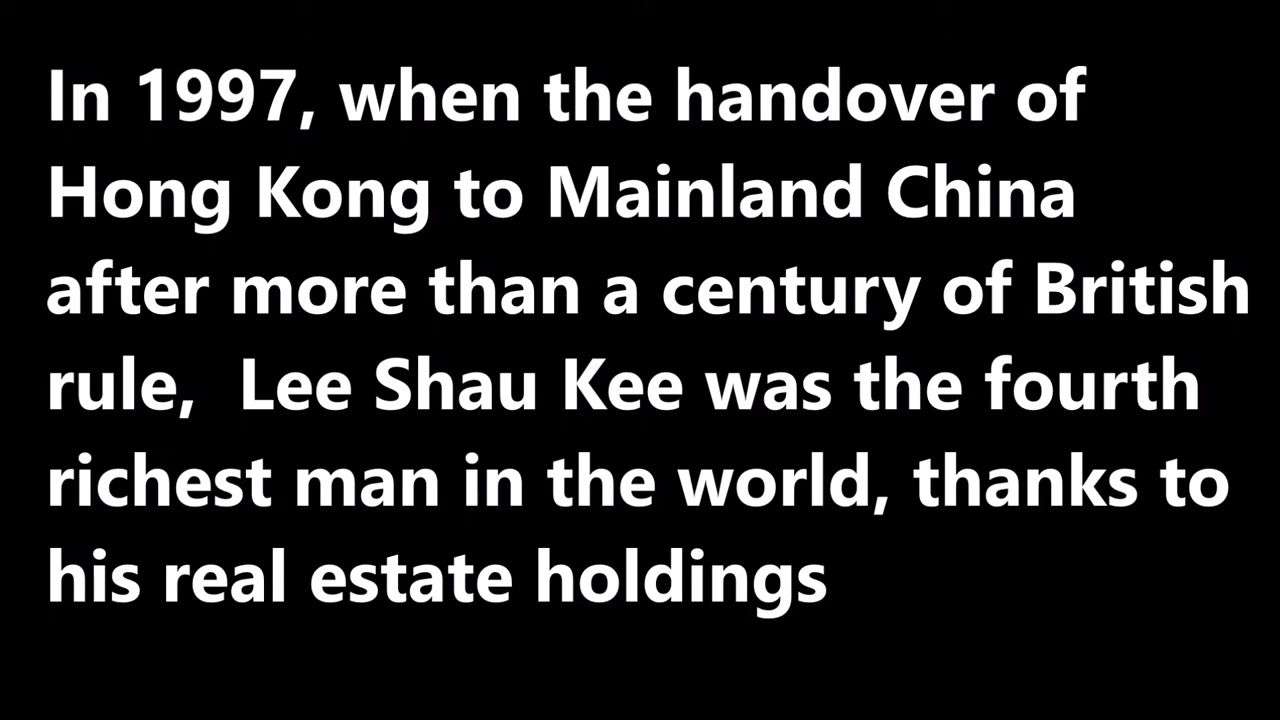 In 1997, when the handover of
Hong Kong to Mainland China
after more than a century of British
rule,  Lee Shau Kee was the fourth
richest man in the world, thanks to
his real estate holdings